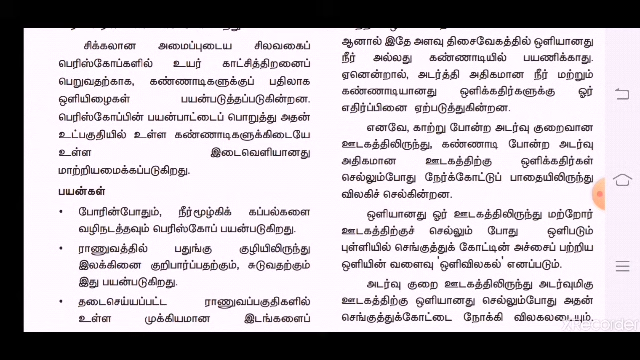 சிக்கலான அமைப்புடைய சிலவகைப்
பெரிஸ்கோப்களில் உயர் காட்சித்திறனைப்
பெறுவதற்காக, கண்ணாடிகளுக்குப் பதிலாக
ஒளியிழைகள் பயன்படுத்தப்படுகின்றன.
பெரிஸ்கோப்பின் பயன்பாட்டைப் பொறுத்து அதன்
உட்பகுதியில் உள்ள கண்ணாடிகளுக்கிடையே
உள்ள இடைவெளியானது
மாற்றியமைக்கப்படுகிறது.
பயன்கள்
• போரின்போதும், நீர்மூழ்கிக் கப்பல்களை
வழிநடத்தவும் பெரிஸ்கோப் பயன்படுகிறது.
• ராணுவத்தில் பதுங்கு குழியிலிருந்து
இலக்கினை குறிபார்ப்பதற்கும், சுடுவதற்கும்
இது பயன்படுகிறது.
• தடைசெய்யப்பட்ட ராணுவப்பகுதிகளில்
உள்ள முக்கியமான இடங்களைப்
ஆனால் இதே அளவு திசைவேகத்தில் ஒளியானது
நீர் அல்லது கண்ணாடியில் பயணிக்காது.
ஏனென்றால், அடர்த்தி அதிகமான நீர் மற்றும்
கண்ணாடியானது ஒளிக்கதிர்களுக்கு ஓர்
எதிர்ப்பினை ஏற்படுத்துகின்றன.
எனவே, காற்று போன்ற அடர்வு குறைவான
ஊடகத்திலிருந்து, கண்ணாடி போன்ற அடர்வு
அதிகமான ஊடகத்திற்கு ஒளிக்கதிர்கள்
செல்லும்போது நேர்க்கோட்டுப் பாதையிலிருந்து
விலகிச் செல்கின்றன.
ஒளியானது ஓர் ஊடகத்திலிருந்து மற்றோர்
ஊடகத்திற்குச் செல்லும் போது ஒளிபடும்
புள்ளியில் செங்குத்துக் கோட்டின் அச்சைப் பற்றிய
ஒளியின் வளைவு 'ஒளிவிலகல்' எனப்படும்.
அடர்வு குறை ஊடகத்திலிருந்து அடர்வுமிகு
ஊடகத்திற்கு ஒளியானது செல்லும்போது அதன்
செங்குத்துக்கோட்டை நோக்கி விலகலடையும்.